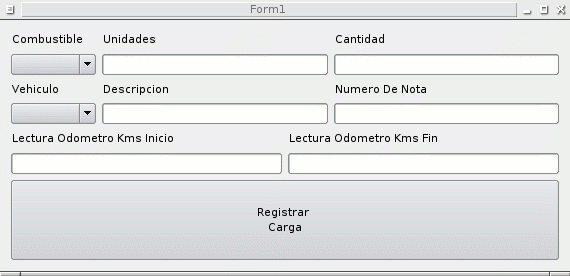 Form1
Combustible Unidades Cantidad
Vehiculo Descripcion Numero De Nota
Lectura Odometro Kms Inicio Lectura Odometro Kms Fin
Registrar
Carga